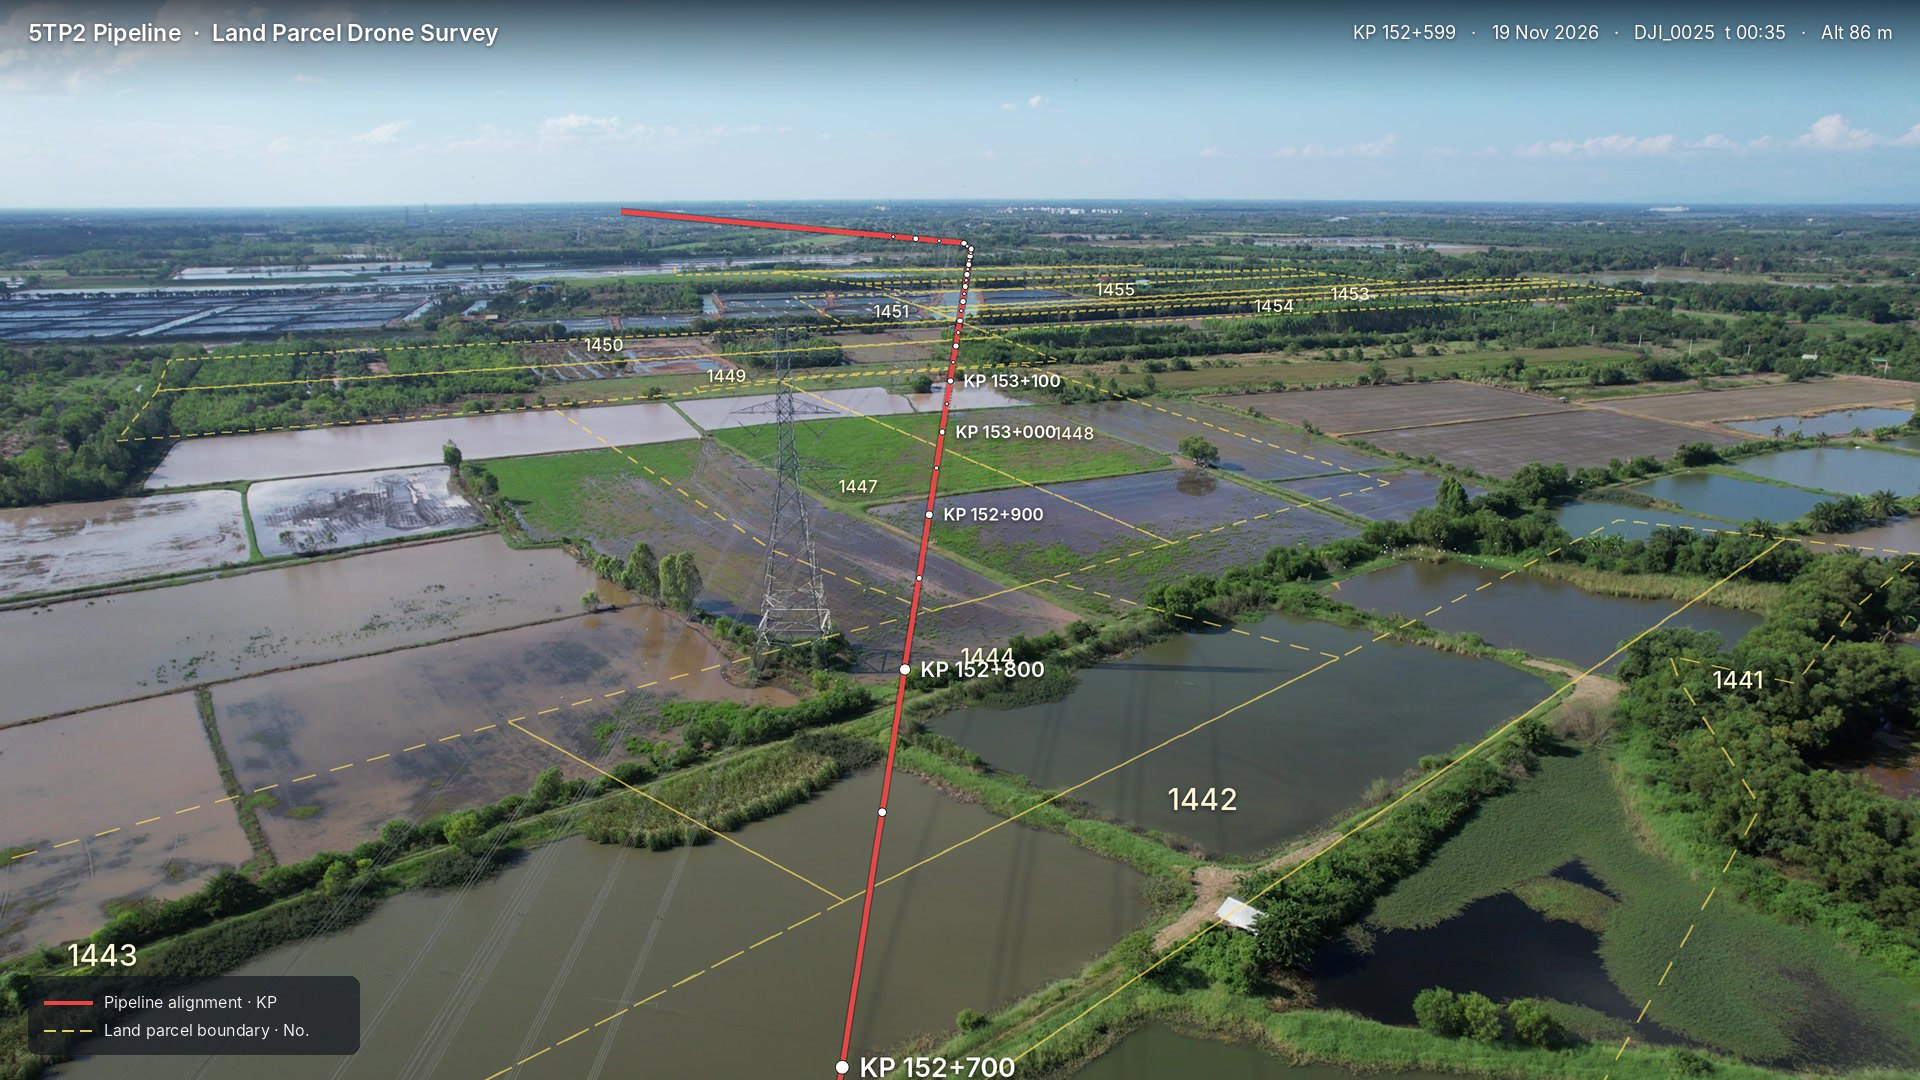 5TP2 Pipeline · Land Parcel Drone Survey
KP 152+599 · 19 Nov 2026 · DJI_0025 t 00:35 · Alt 86 m
1455
1453
1454
1451
1450
1449
KP 153+100
KP 153+000
1448
1447
KP 152+900
1444
KP 152+800
1441
1442
1443
Pipeline alignment · KP
Land parcel boundary · No.
KP 152+700